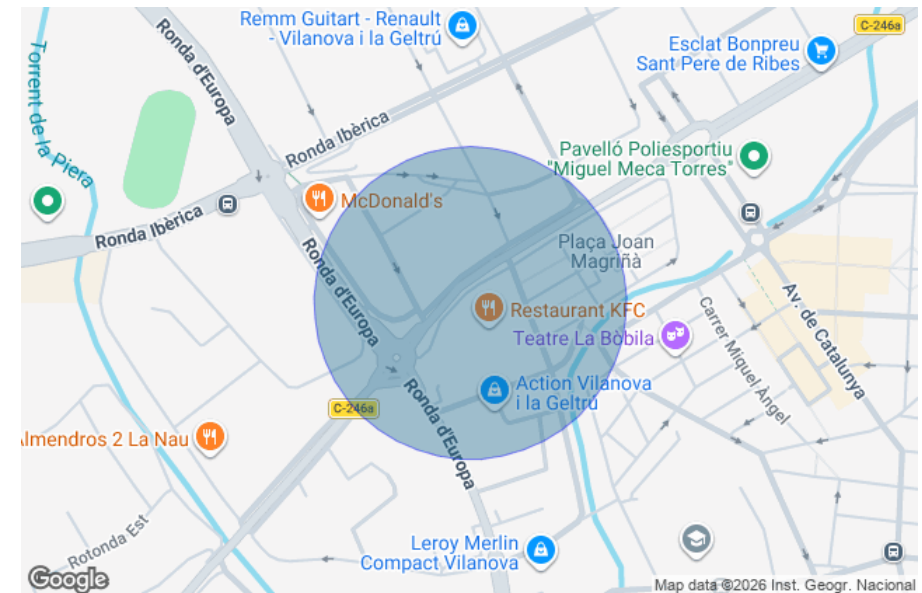 Remm Guitart - Renault
- Vilanova i la Geltrú
C-246a
Esclat Bonpreu
Sant Pere de Ribes
Ronda d'Europa
Torrent de la Piera
Ronda Ibèrica
Pavelló Poliesportiu
"Miguel Meca Torres"
McDonald's
Ronda Ibèrica
Ronda d'Europa
Plaça Joan
Magriñà
Restaurant KFC
Teatre La Bòbila
Av. de Catalunya
Carrer Miquel Àngel
Action Vilanova
i la Geltrú
C-246a
Ronda d'Europa
Almendros 2 La Nau
Rotonda Est
Leroy Merlin
Compact Vilanova
Google
Map data ©2026 Inst. Geogr. Nacional